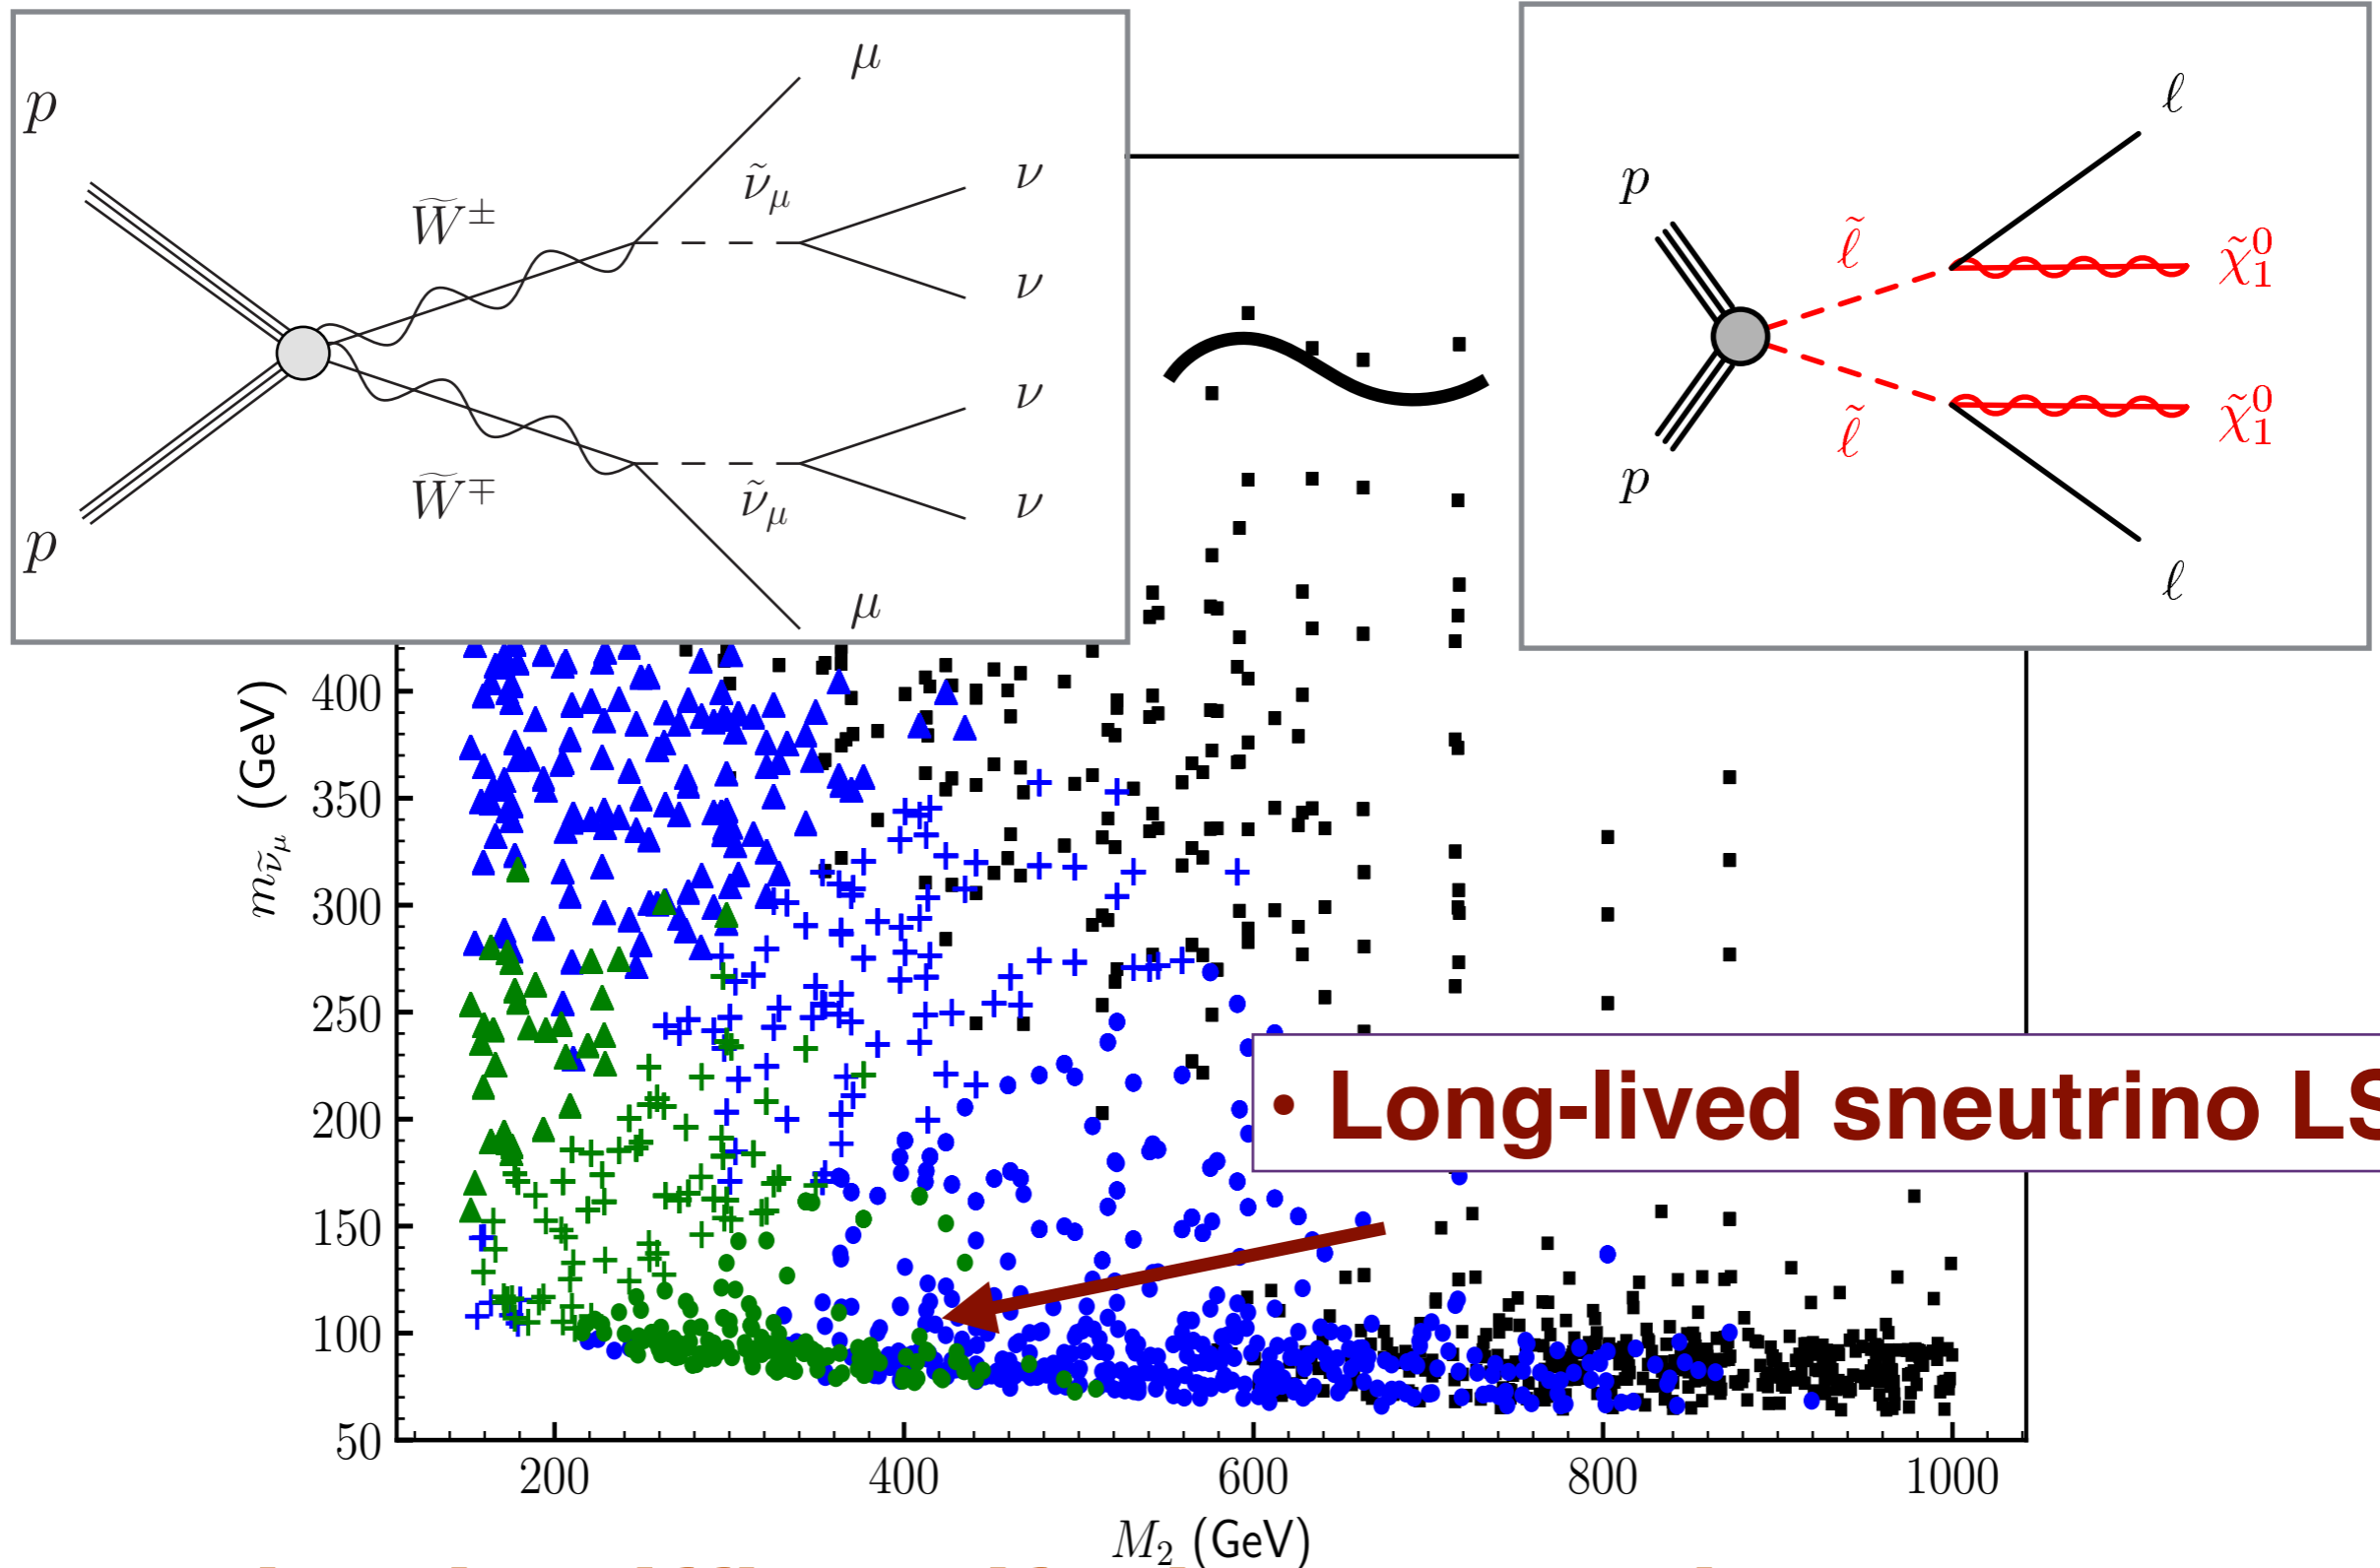 p
p
W̃±
W̃∓
μ
ν̃μ
ν
ν
ν
ν̃μ
ν
μ
p
p
ℓ̃
ℓ̃
ℓ
χ̃⁰₁
χ̃⁰₁
ℓ
mν̃μ (GeV)
400
350
300
250
200
150
100
50
• Long-lived sneutrino LS
200 400 600 800 1000
M₂ (GeV)